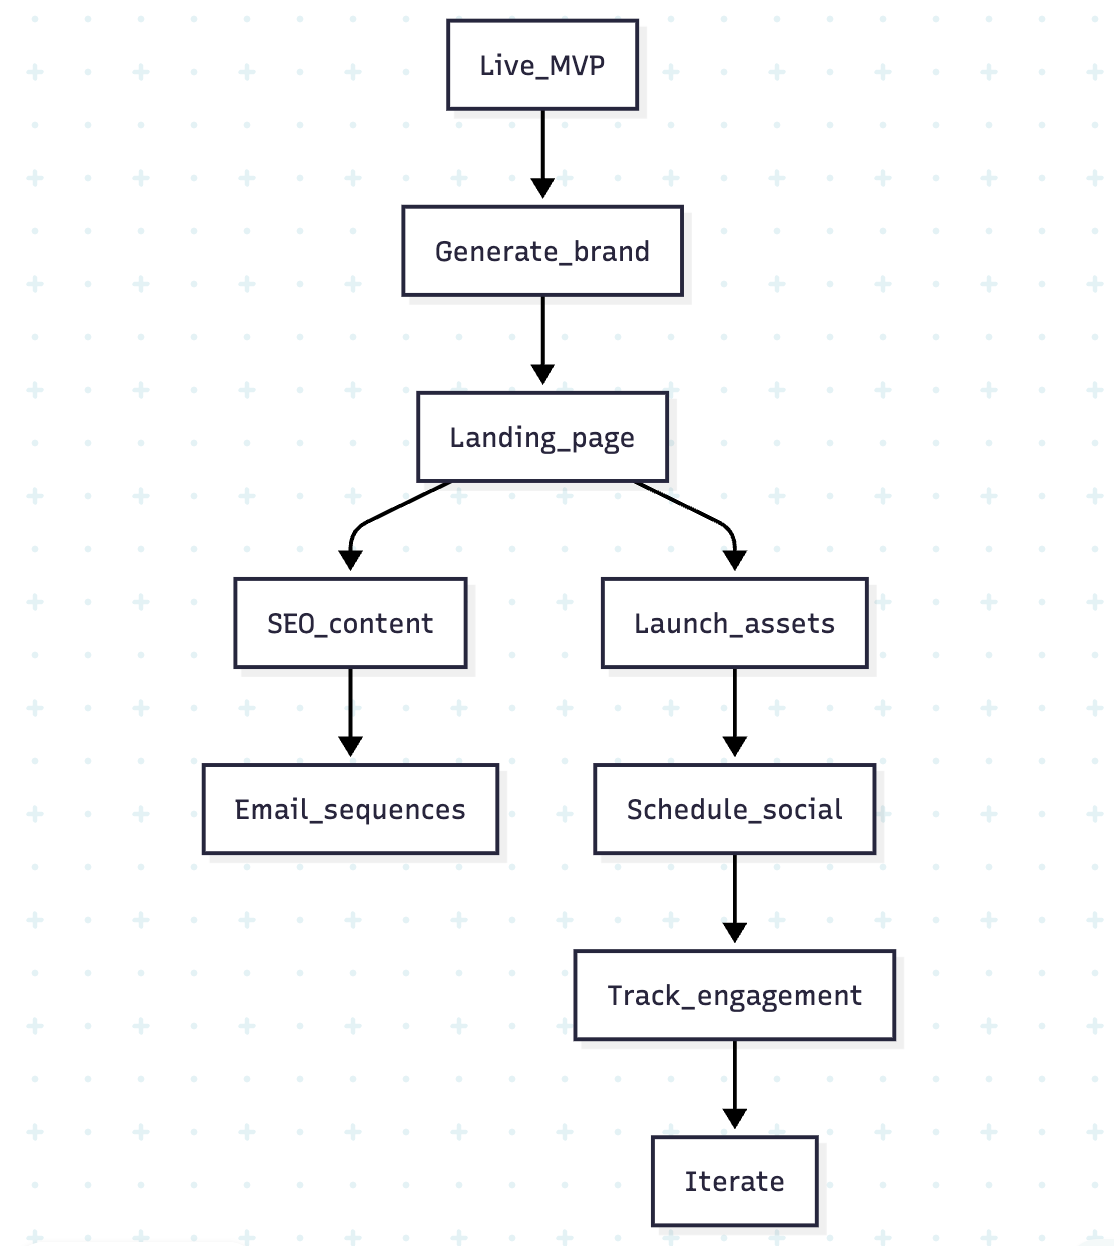 Live_MVP
Generate_brand
Landing_page
SEO_content
Launch_assets
Email_sequences
Schedule_social
Track_engagement
Iterate